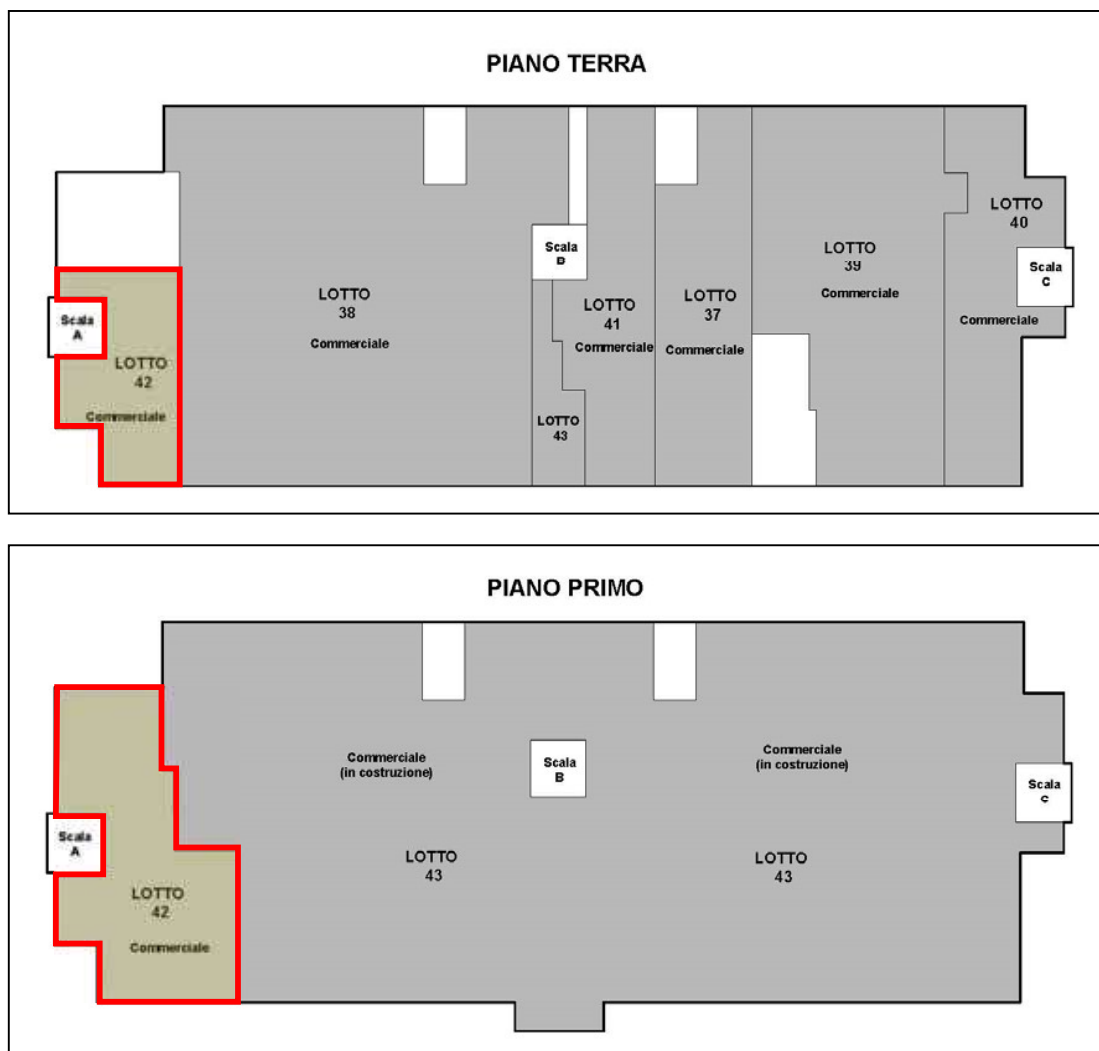 PIANO TERRA
LOTTO
40
Scala
B
LOTTO
39
Scala
C
LOTTO
38
LOTTO
41
LOTTO
37
Commerciale
Scala
A
Commerciale
Commerciale
Commerciale
Commerciale
LOTTO
42
Commerciale
LOTTO
43
PIANO PRIMO
Commerciale
(in costruzione)
Scala
B
Commerciale
(in costruzione)
Scala
C
Scala
A
LOTTO
43
LOTTO
43
LOTTO
42
Commerciale